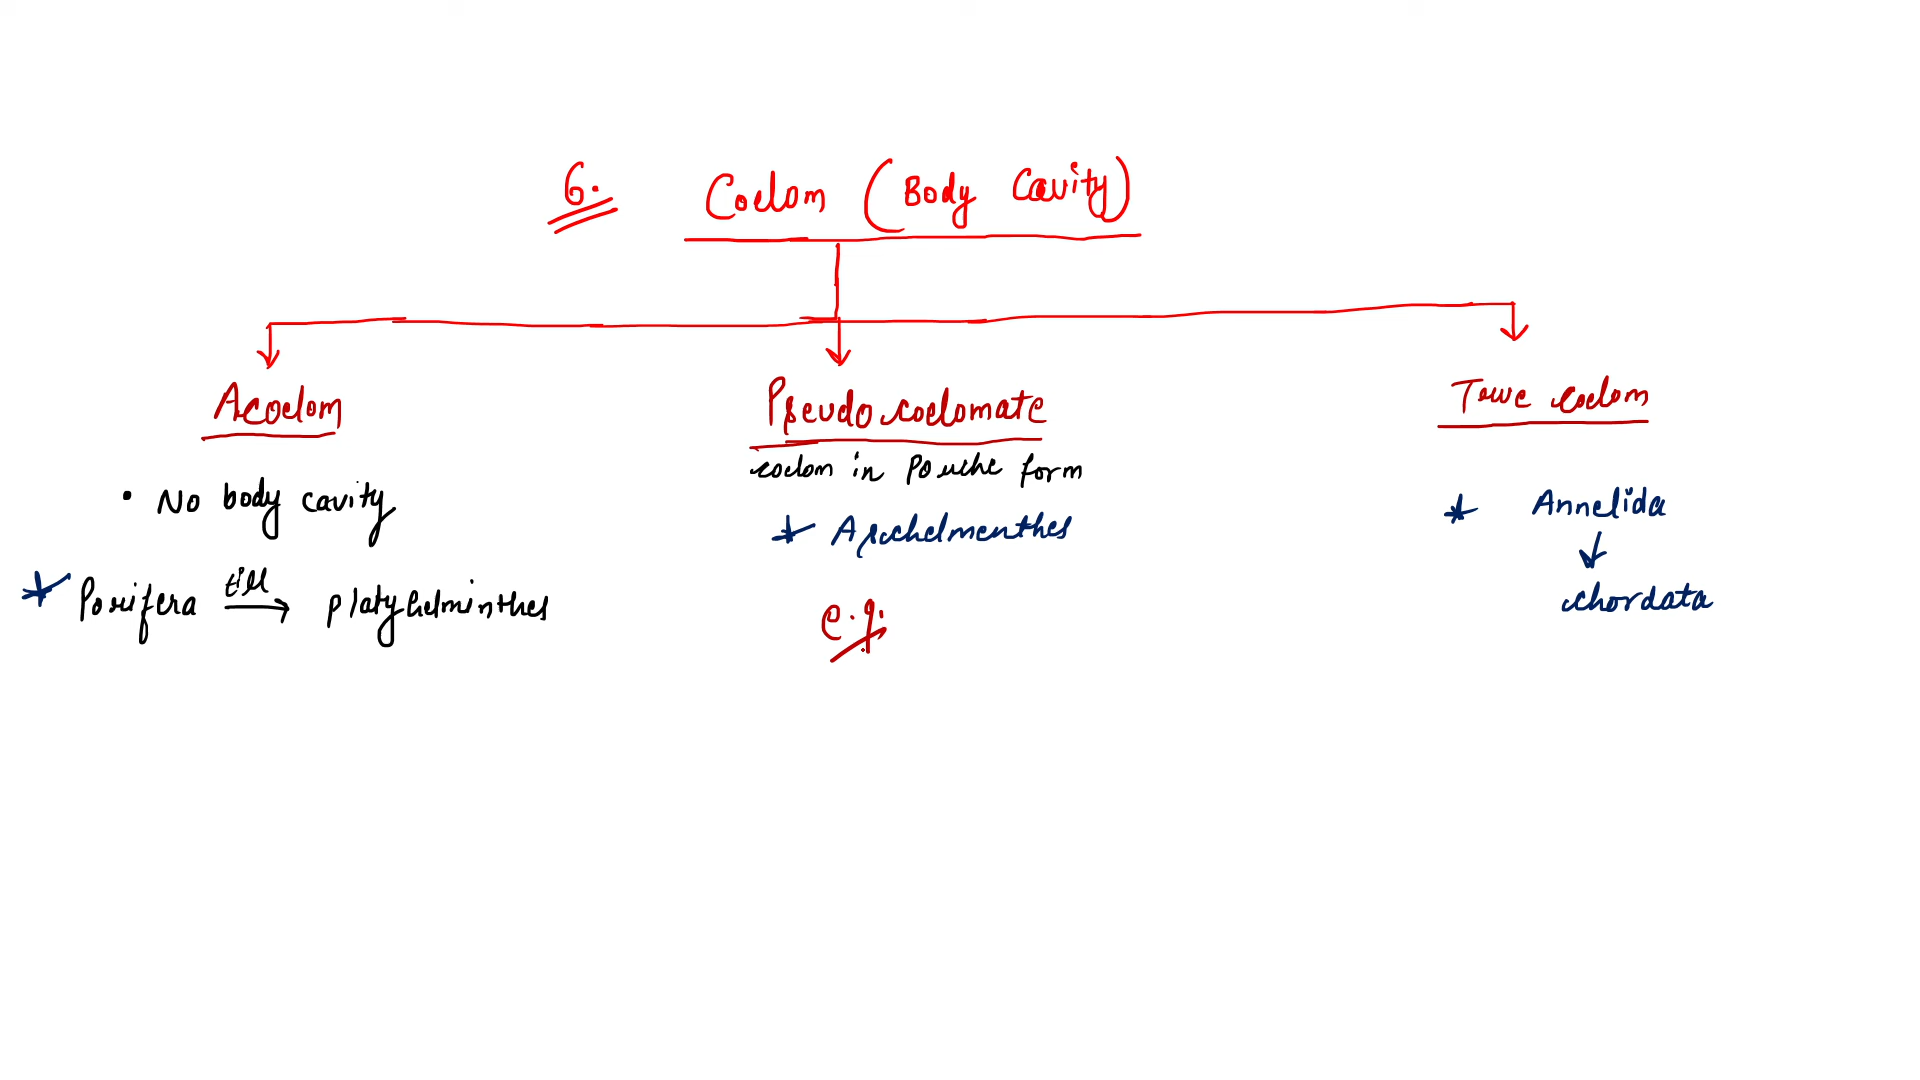 6. Coelom (Body Cavity)
Acoelom
• No body cavity
* Porifera till → platyhelminthes
Pseudocoelomate
coelom in Pouche form
* Aschelmenthes
e.g.
True coelom
* Annelida
↓
chordata